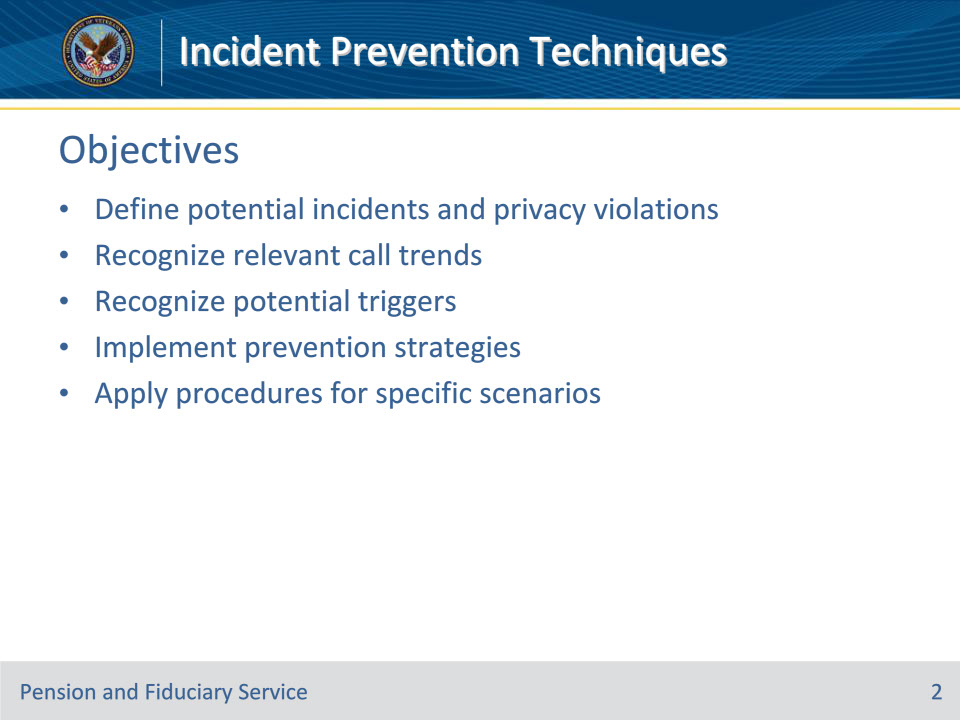 DEPARTMENT OF VETERANS AFFAIRS
UNITED STATES OF AMERICA
Incident Prevention Techniques
Objectives
• Define potential incidents and privacy violations
• Recognize relevant call trends
• Recognize potential triggers
• Implement prevention strategies
• Apply procedures for specific scenarios
Pension and Fiduciary Service
2